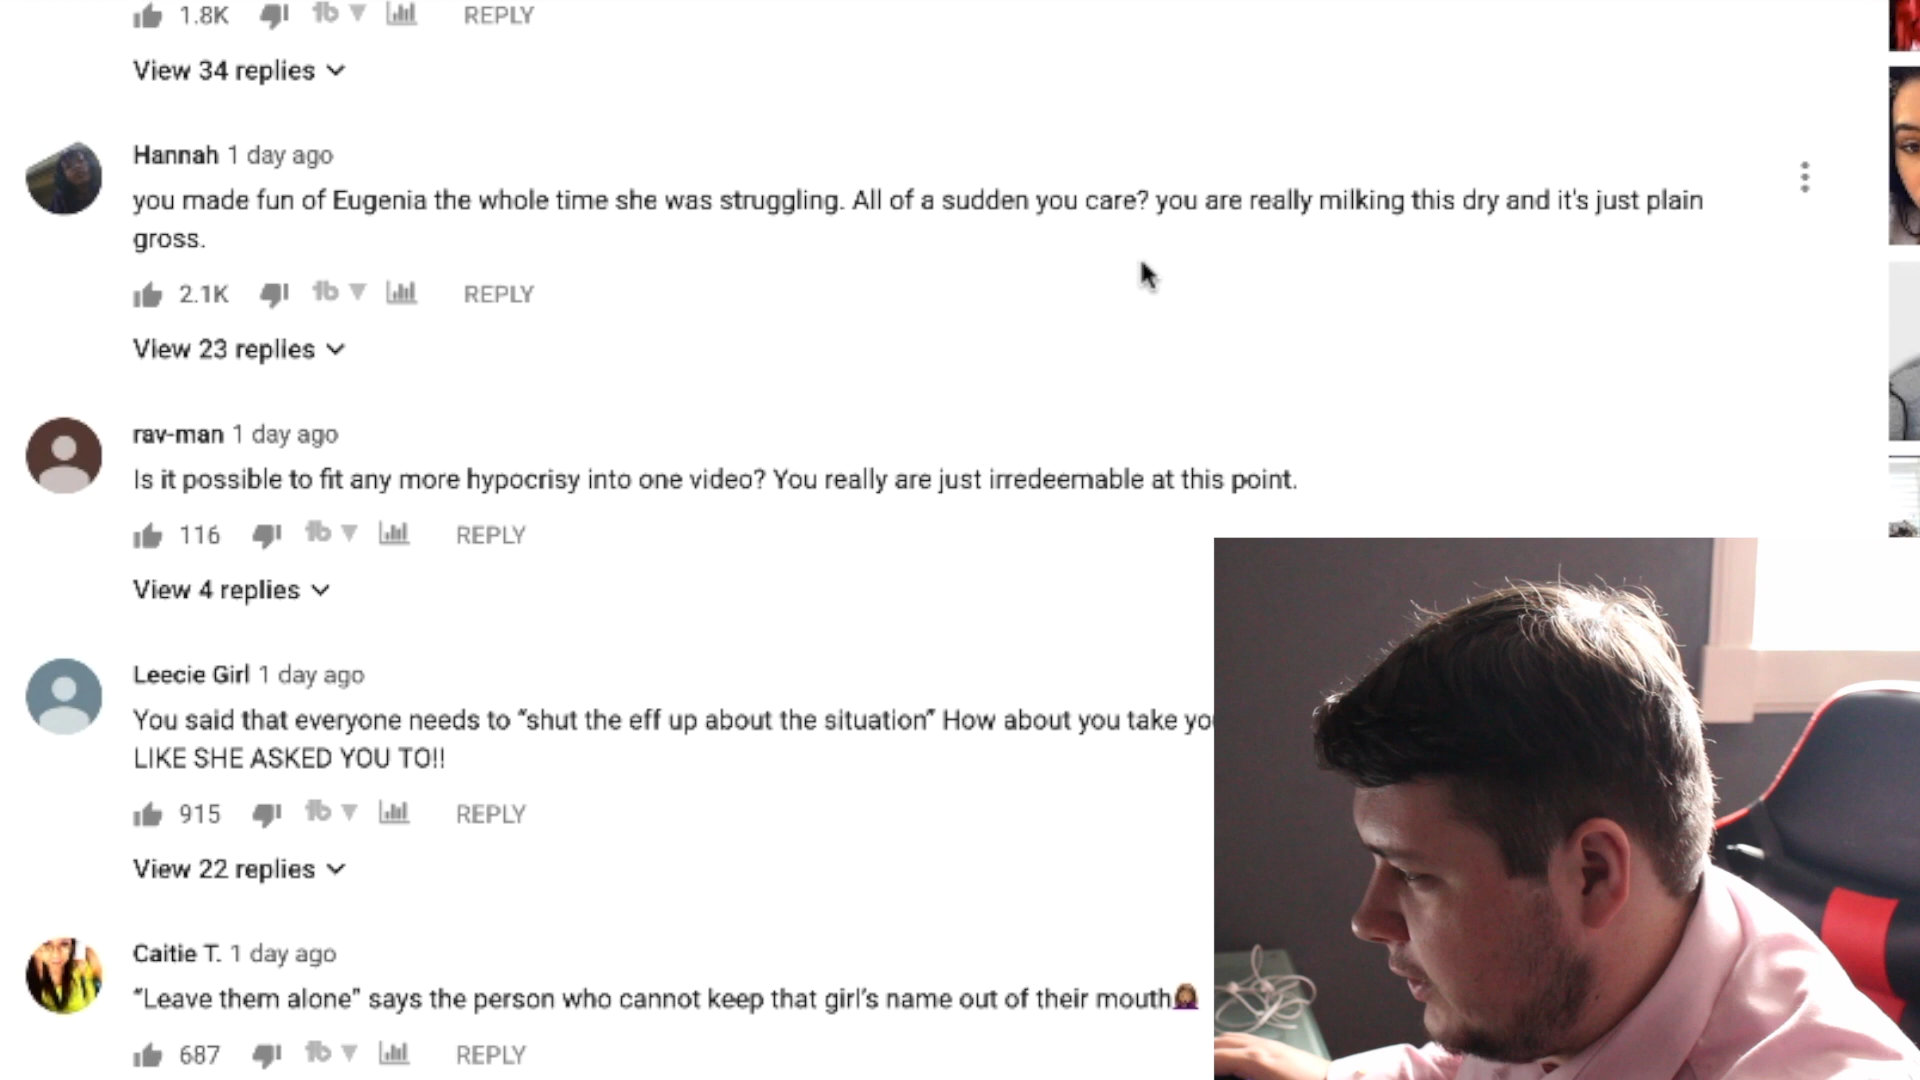 1.8K REPLY
View 34 replies
Hannah 1 day ago
you made fun of Eugenia the whole time she was struggling. All of a sudden you care? you are really milking this dry and it's just plain
gross.
2.1K REPLY
View 23 replies
rav-man 1 day ago
Is it possible to fit any more hypocrisy into one video? You really are just irredeemable at this point.
116 REPLY
View 4 replies
Leecie Girl 1 day ago
You said that everyone needs to “shut the eff up about the situation” How about you take
LIKE SHE ASKED YOU TO!!
915 REPLY
View 22 replies
Caitie T. 1 day ago
“Leave them alone” says the person who cannot keep that girl’s name out of their mouth🤦🏽‍♀️
687 REPLY